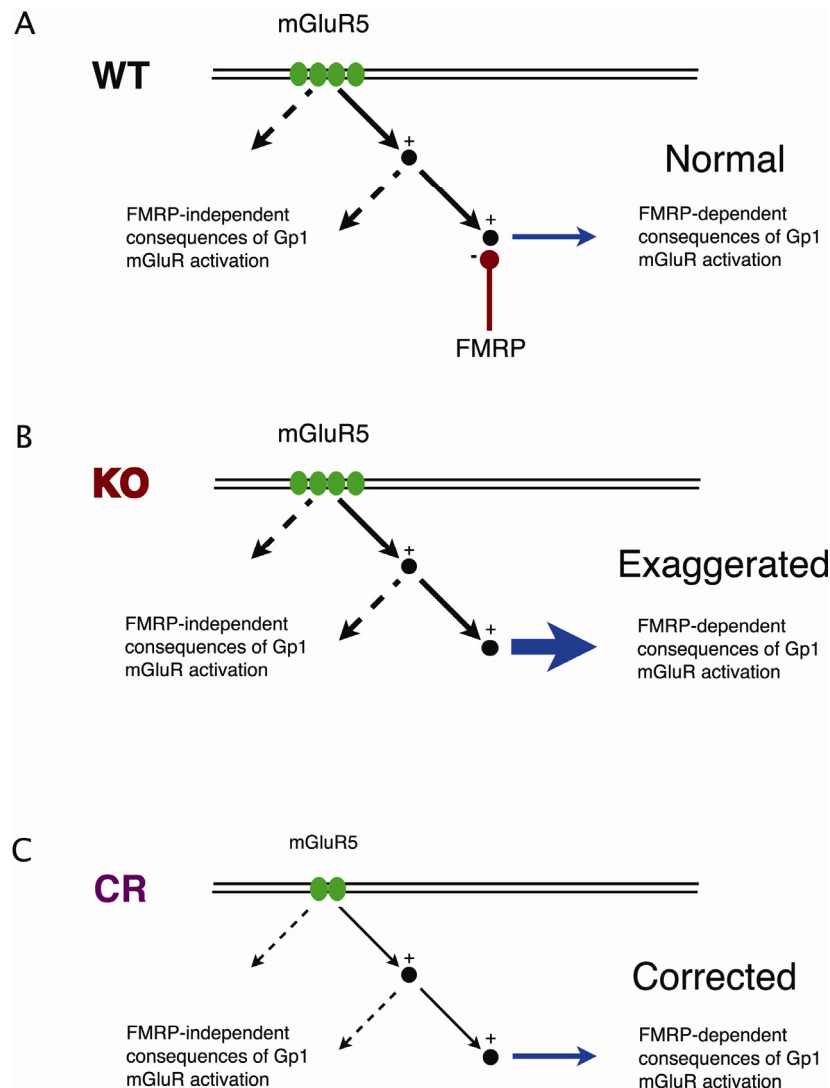 A
mGluR5
WT
+
Normal
FMRP-independent
consequences of Gp1
mGluR activation
+
-
FMRP-dependent
consequences of Gp1
mGluR activation
FMRP
B
mGluR5
KO
+
Exaggerated
FMRP-independent
consequences of Gp1
mGluR activation
+
FMRP-dependent
consequences of Gp1
mGluR activation
C
mGluR5
CR
+
Corrected
FMRP-independent
consequences of Gp1
mGluR activation
+
FMRP-dependent
consequences of Gp1
mGluR activation